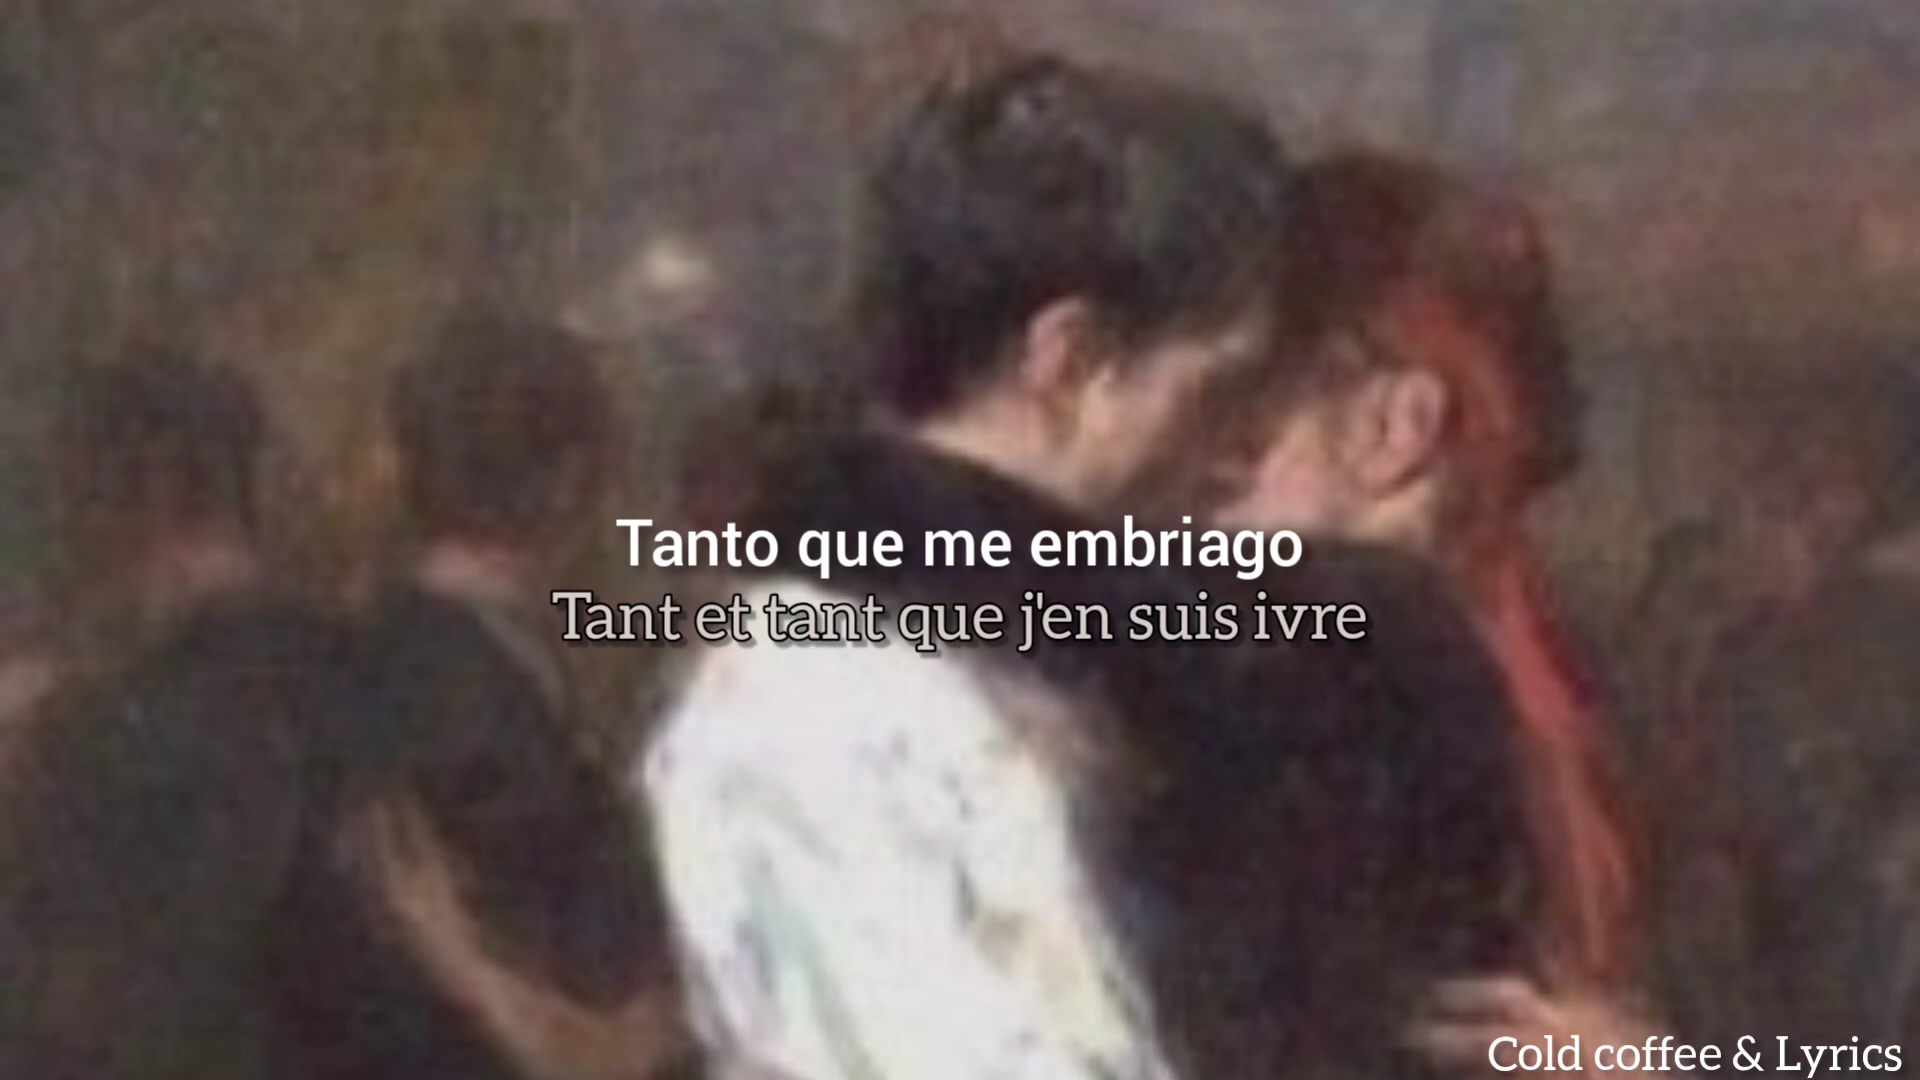 Tanto que me embriago
Tant et tant que j'en suis ivre
Cold coffee & Lyrics